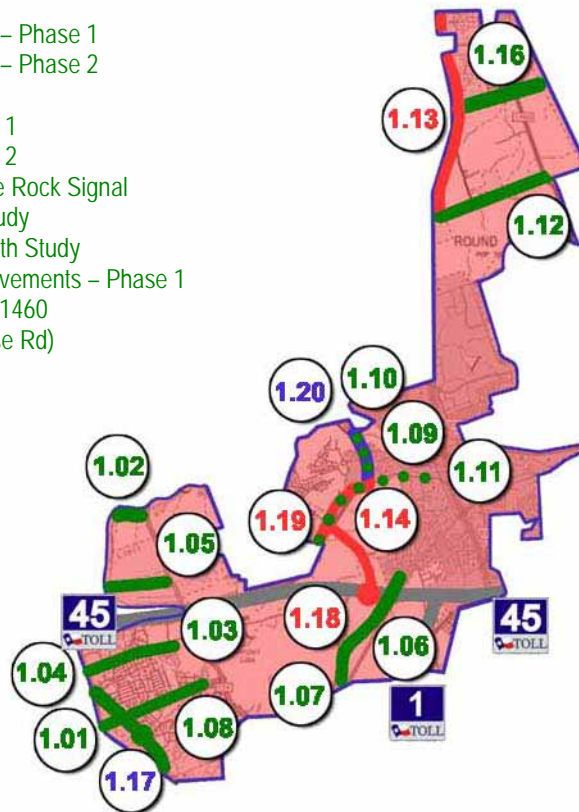 – Phase 1
– Phase 2
1
2
e Rock Signal
udy
th Study
vements – Phase 1
1460
se Rd)
1.16
1.13
1.12
ROUND
1.10
1.20
1.09
1.02
1.11
1.05
1.19
1.14
45
TOLL
1.03
1.18
45
TOLL
1.04
1.06
1.07
1
TOLL
1.01
1.08
1.17